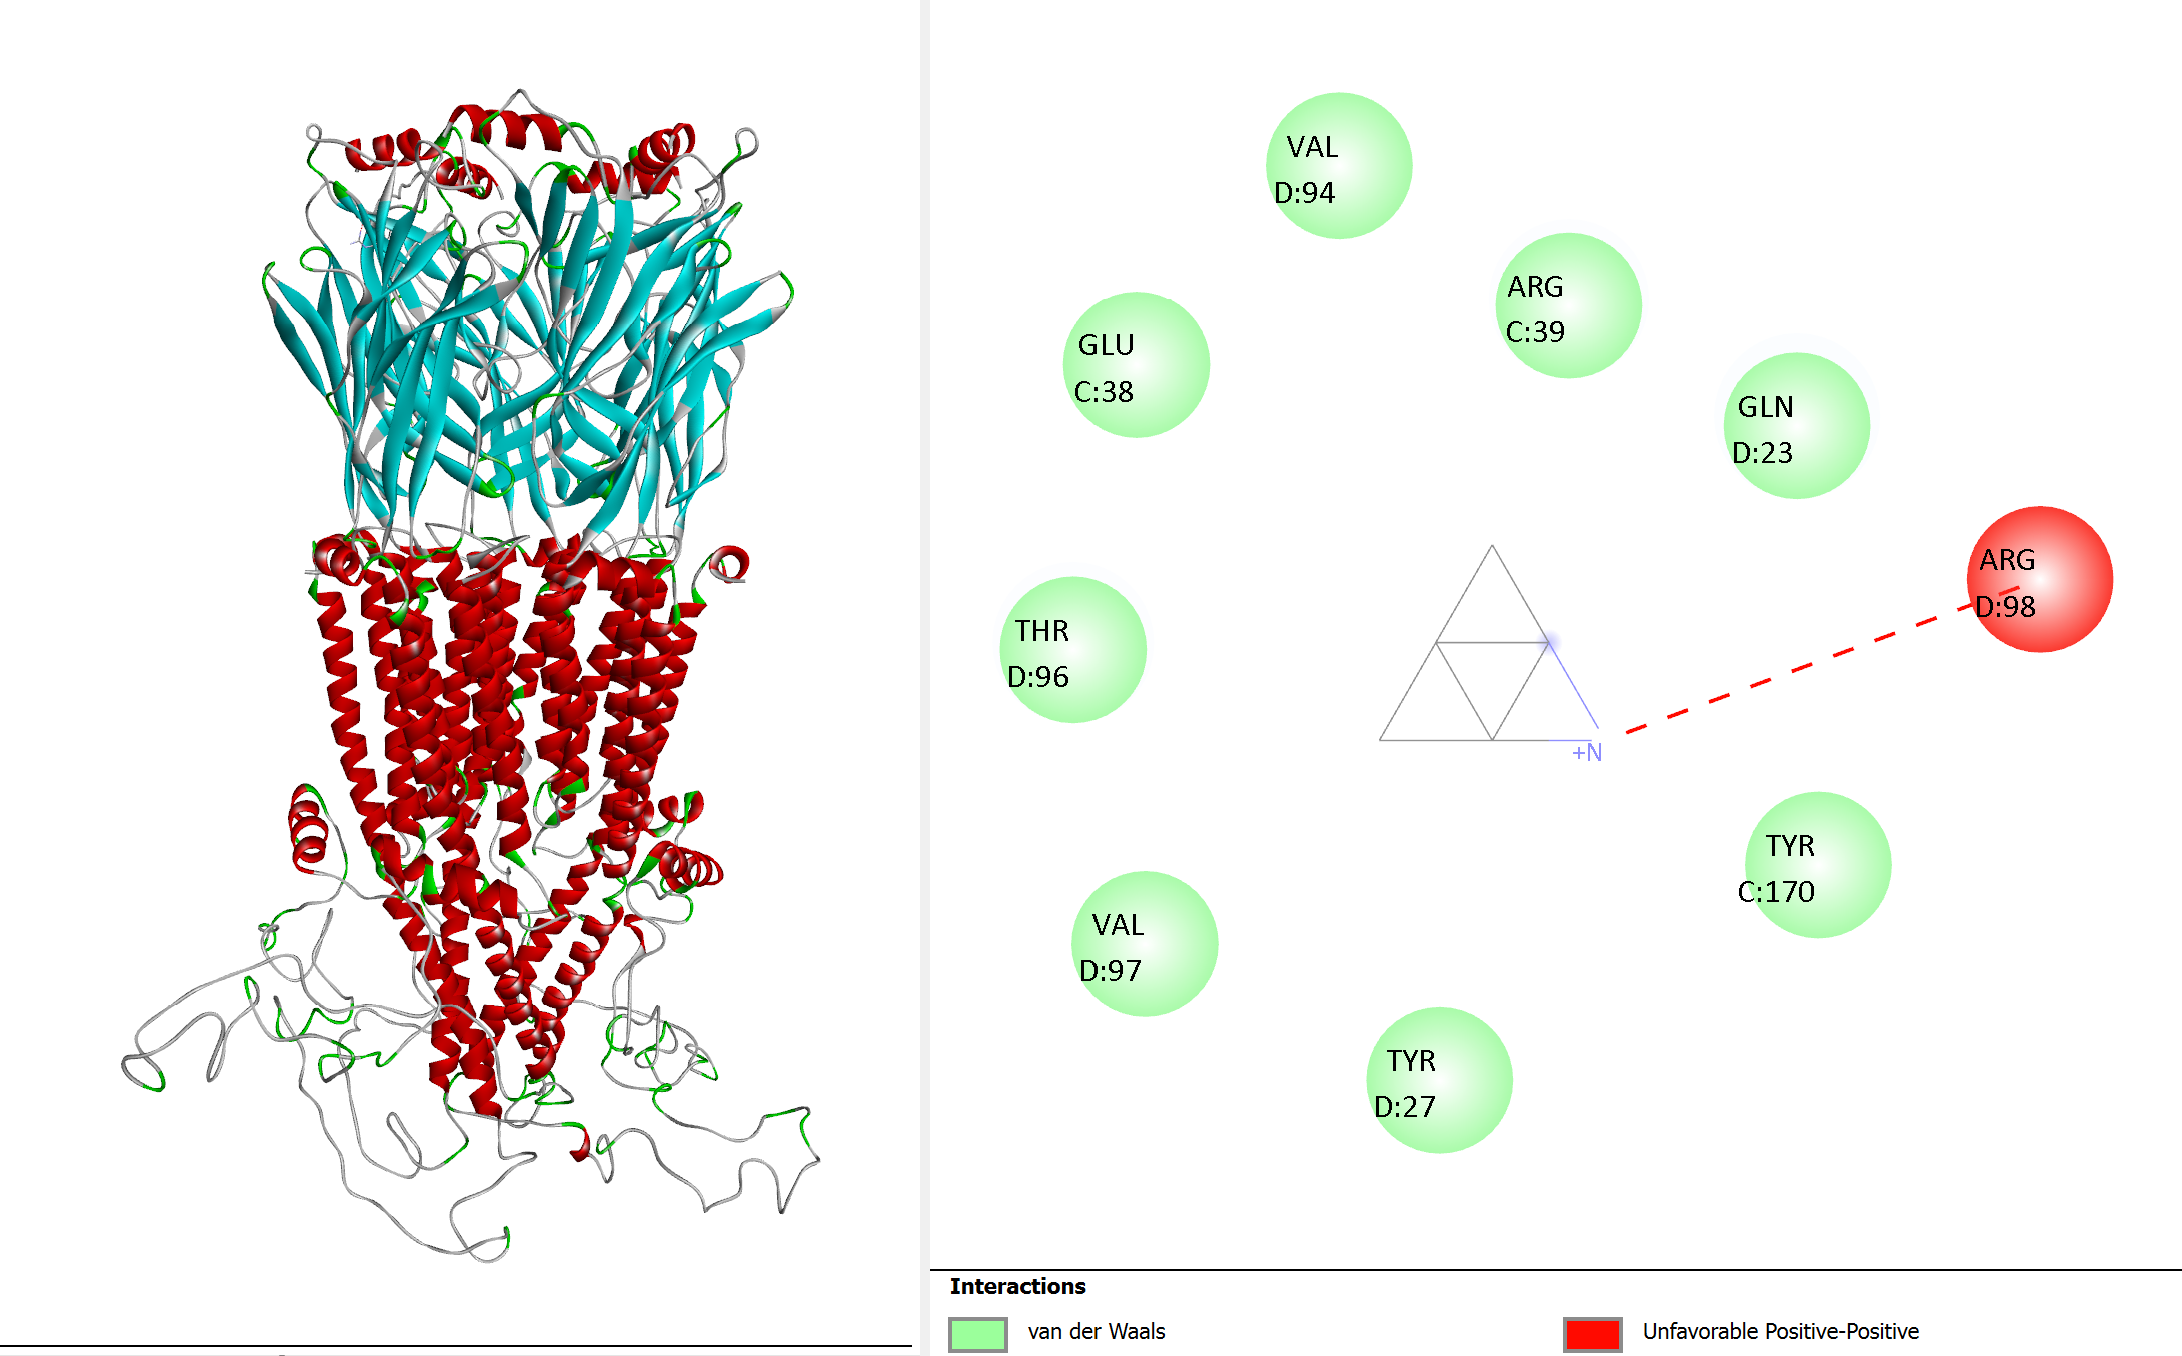 VAL
D:94
ARG
C:39
GLU
C:38
GLN
D:23
ARG
D:98
THR
D:96
+N
TYR
C:170
VAL
D:97
TYR
D:27
Interactions
van der Waals
Unfavorable Positive-Positive